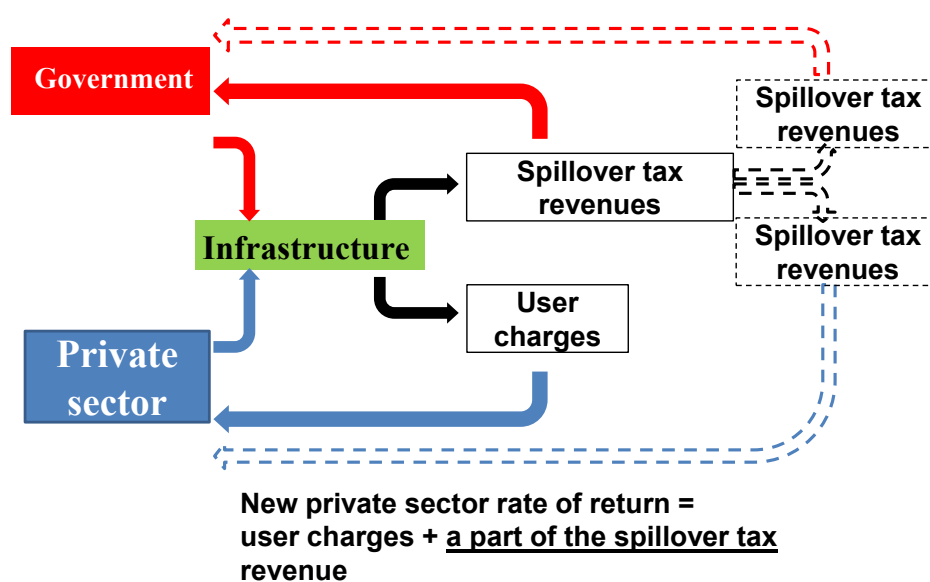 Government
Spillover tax
revenues
Spillover tax
revenues
Infrastructure
Spillover tax
revenues
User
charges
Private
sector
New private sector rate of return =
user charges + a part of the spillover tax
revenue